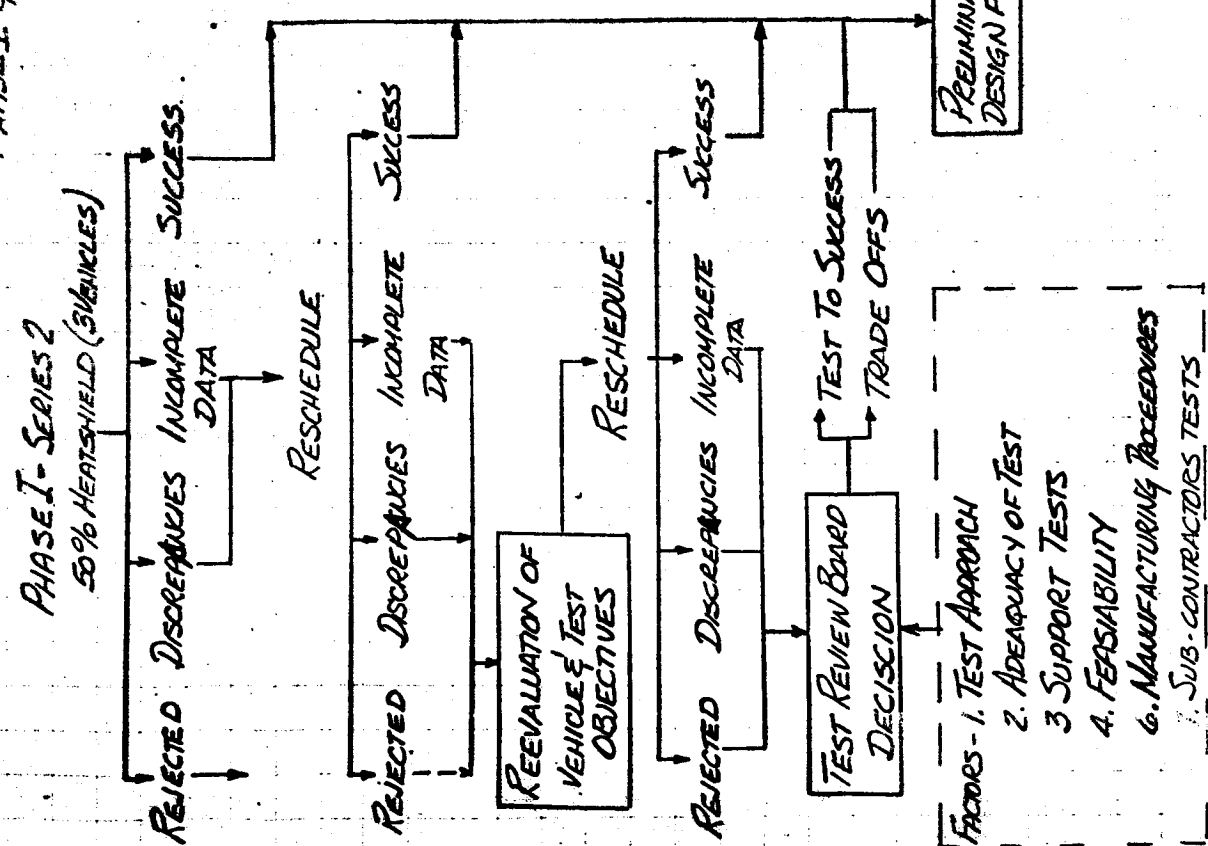 PHASE I - SERIES 2
50% HEATSHIELD (3 VEHICLES)
REJECTED DISCREPANCIES INCOMPLETE SUCCESS
DATA
RESCHEDULE
REJECTED DISCREPANCIES INCOMPLETE SUCCESS
DATA
REEVALUATION OF
VEHICLE & TEST
OBJECTIVES
RESCHEDULE
REJECTED DISCREPANCIES INCOMPLETE SUCCESS
DATA
TEST REVIEW BOARD
DECISCION
TEST TO SUCCESS
TRADE OFFS
FACTORS - 1. TEST APPROACH
2. ADEAQUACY OF TEST
3 SUPPORT TESTS
4. FEASIABILITY
6. MANUFACTURING PROCEEDURES
7. SUB-CONTRACTORS TESTS
PRELIMIN
DESIGN